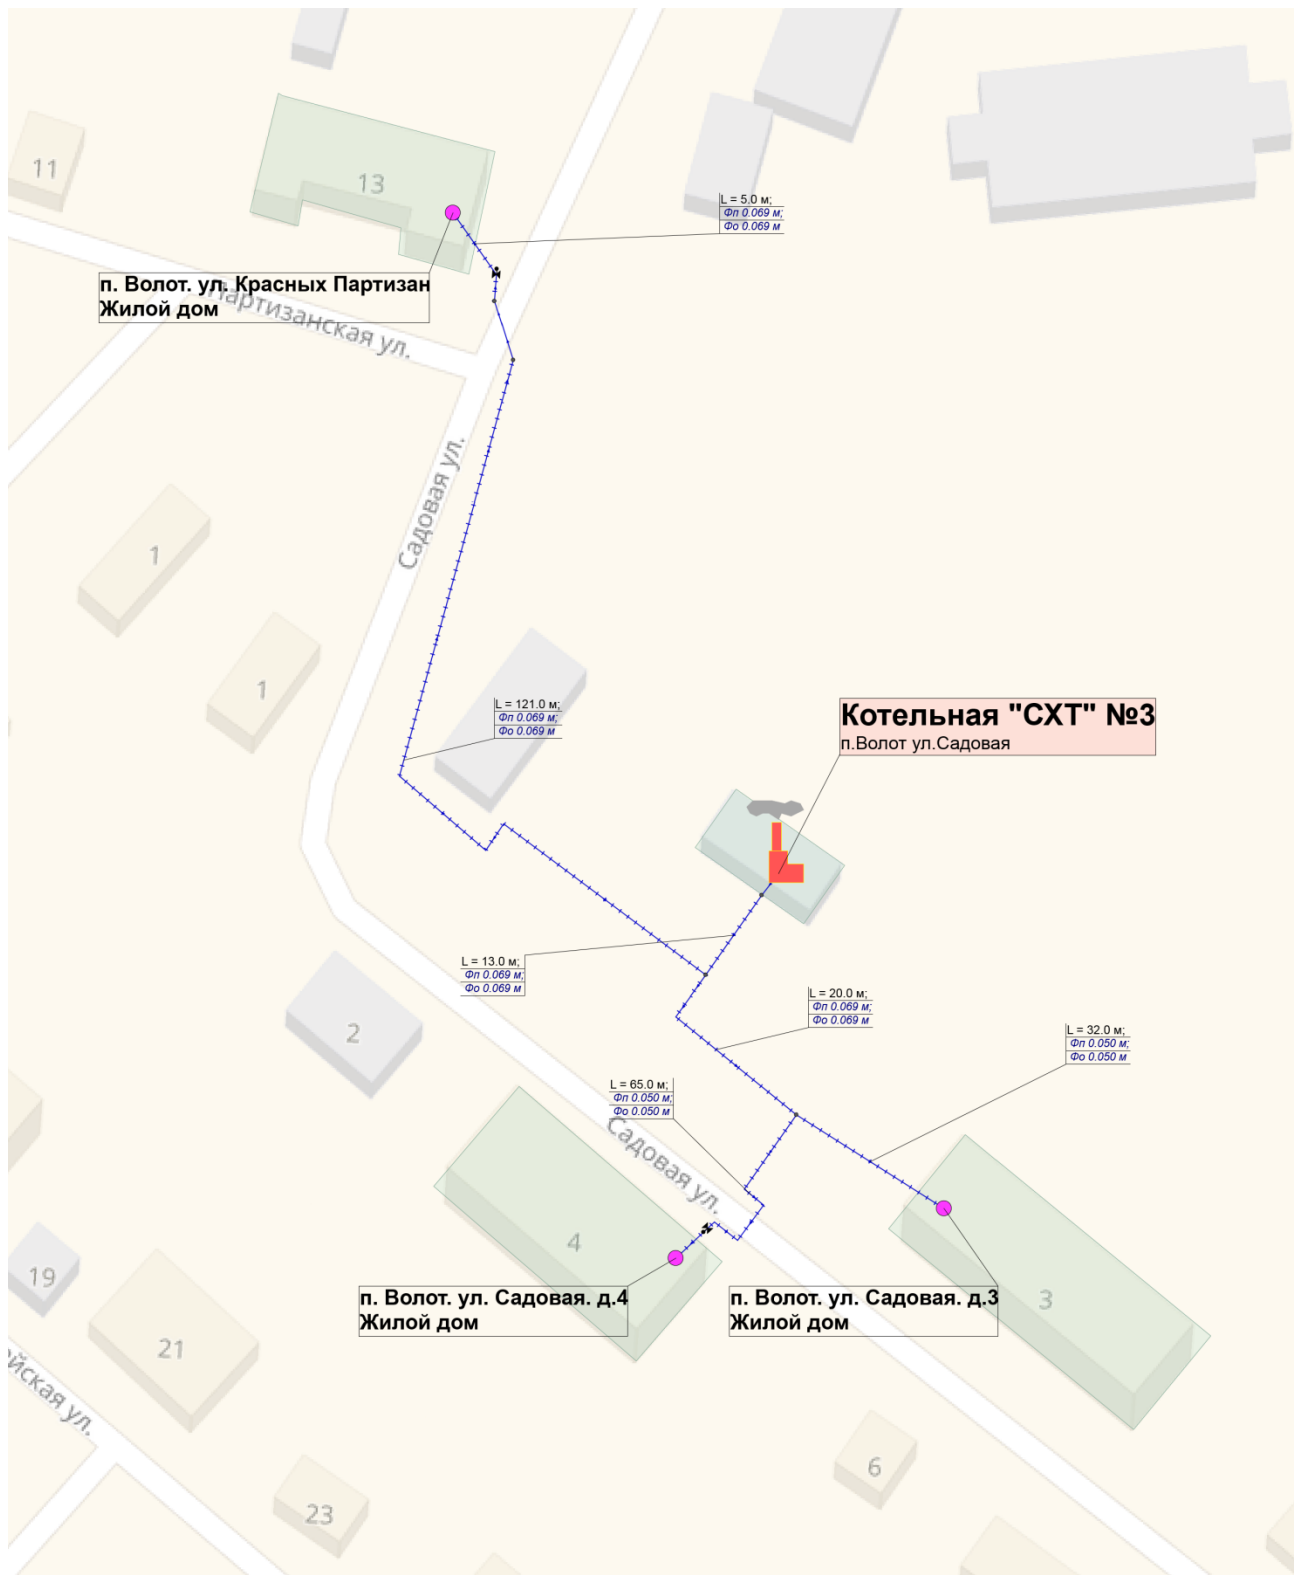 11
13
L = 5.0 м;
Фп 0.069 м;
Фо 0.069 м
п. Волот. ул. Красных Партизан
Жилой дом
Партизанская ул.
Садовая ул.
1
1
L = 121.0 м;
Фп 0.069 м;
Фо 0.069 м
Котельная "СХТ" №3
п.Волот ул.Садовая
L = 13.0 м;
Фп 0.069 м;
Фо 0.069 м
L = 20.0 м;
Фп 0.069 м;
Фо 0.069 м
2
L = 32.0 м;
Фп 0.050 м;
Фо 0.050 м
L = 65.0 м;
Фп 0.050 м;
Фо 0.050 м
Садовая ул.
4
3
19
п. Волот. ул. Садовая. д.4
Жилой дом
п. Волот. ул. Садовая. д.3
Жилой дом
21
ул.
6
23